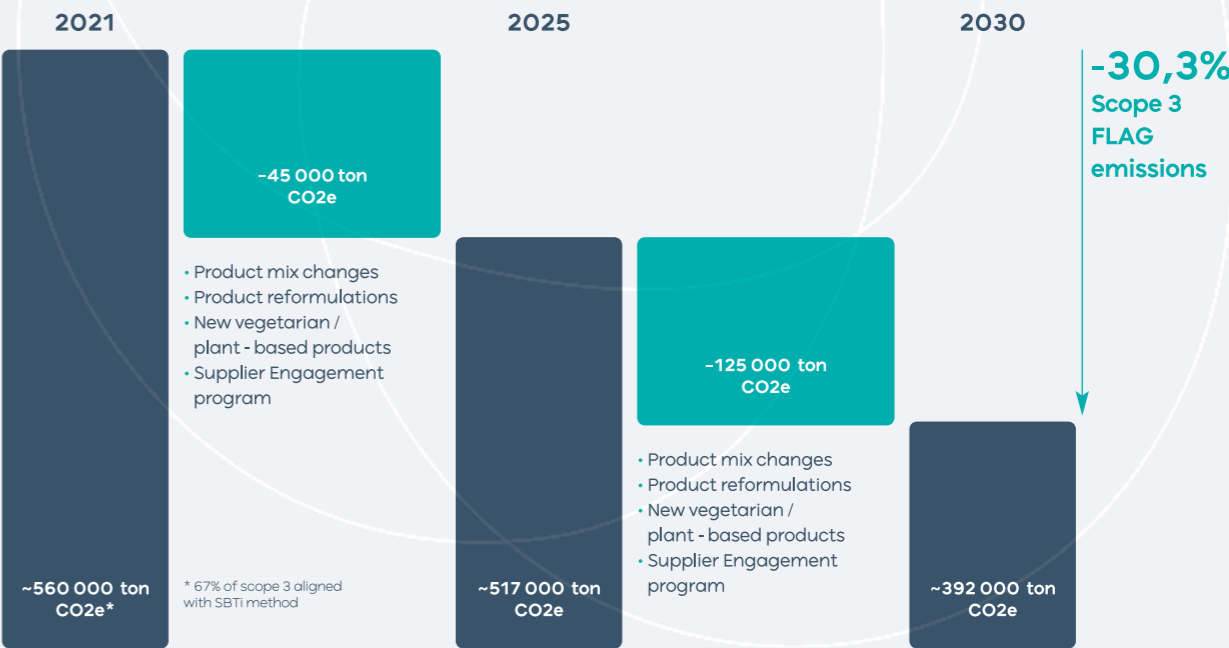 2021
2025
2030
-30,3%
Scope 3
FLAG
emissions
-45 000 ton
CO2e
• Product mix changes
• Product reformulations
• New vegetarian /
plant - based products
• Supplier Engagement
program
-125 000 ton
CO2e
• Product mix changes
• Product reformulations
• New vegetarian /
plant - based products
• Supplier Engagement
program
~560 000 ton
CO2e*
* 67% of scope 3 aligned
with SBTi method
~517 000 ton
CO2e
~392 000 ton
CO2e